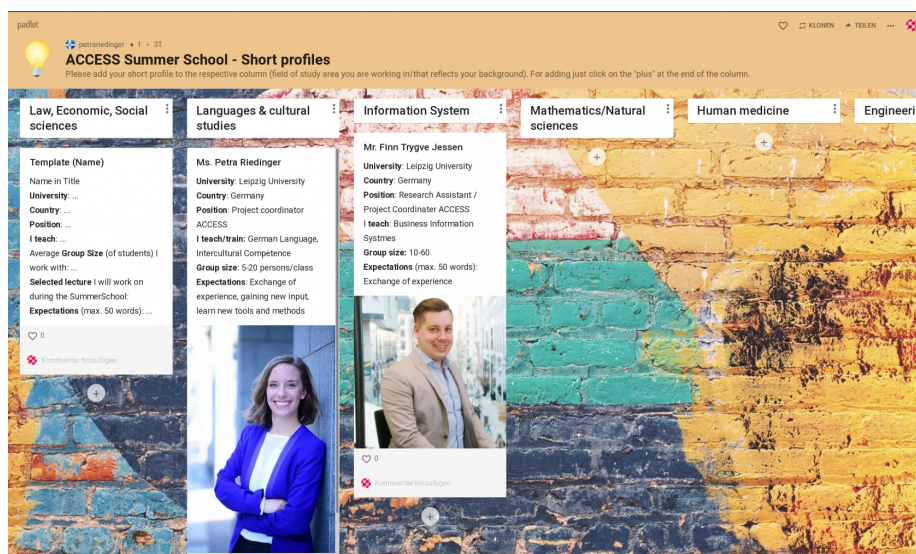 padlet
KLONEN
TEILEN
petrariedinger + 1 • 3T.
ACCESS Summer School - Short profiles
Please add your short profile to the respective column (field of study area you are working in/that reflects your background). For adding just click on the "plus" at the end of the column.
Law, Economic, Social
sciences
Template (Name)
Name in Title
University: ...
Country: ...
Position: ...
I teach: ...
Average Group Size (of students) I
work with: ...
Selected lecture I will work on
during the SummerSchool:
Expectations (max. 50 words): ...
0
Kommentar hinzufügen
Languages & cultural
studies
Ms. Petra Riedinger
University: Leipzig University
Country: Germany
Position: Project coordinator
ACCESS
I teach/train: German Language,
Intercultural Competence
Group size: 5-20 persons/class
Expectations: Exchange of
experience, gaining new input,
learn new tools and methods
Information System
Mr. Finn Trygve Jessen
University: Leipzig University
Country: Germany
Position: Research Assistant /
Project Coordinater ACCESS
I teach: Business Information
Systmes
Group size: 10-60
Expectations (max. 50 words):
Exchange of experience
0
Kommentar hinzufügen
Mathematics/Natural
sciences
Human medicine
Engineeri